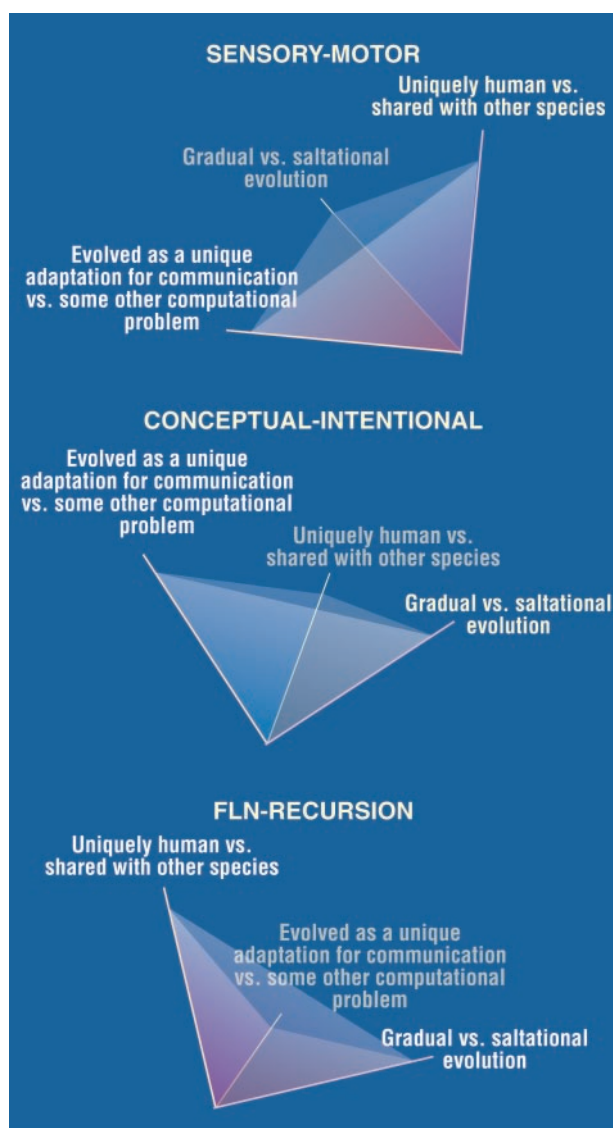 SENSORY-MOTOR
Uniquely human vs.
shared with other species
Gradual vs. saltational
evolution
Evolved as a unique
adaptation for communication
vs. some other computational
problem
CONCEPTUAL-INTENTIONAL
Evolved as a unique
adaptation for communication
vs. some other computational
problem
Uniquely human vs.
shared with other species
Gradual vs. saltational
evolution
FLN-RECURSION
Uniquely human vs.
shared with other species
Evolved as a unique
adaptation for communication
vs. some other computational
problem
Gradual vs. saltational
evolution